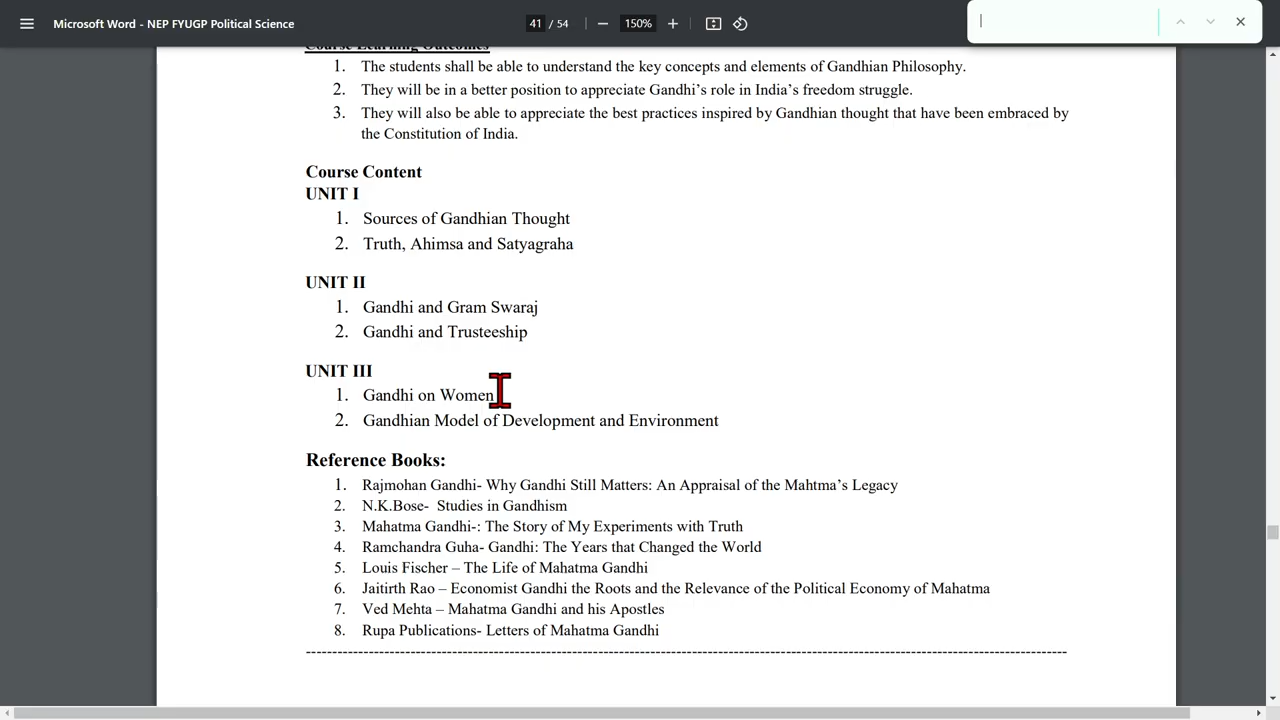 Microsoft Word - NEP FYUGP Political Science
41 / 54
150%
Course Learning Outcomes
1. The students shall be able to understand the key concepts and elements of Gandhian Philosophy.
2. They will be in a better position to appreciate Gandhi's role in India's freedom struggle.
3. They will also be able to appreciate the best practices inspired by Gandhian thought that have been embraced by
the Constitution of India.
Course Content
UNIT I
1. Sources of Gandhian Thought
2. Truth, Ahimsa and Satyagraha
UNIT II
1. Gandhi and Gram Swaraj
2. Gandhi and Trusteeship
UNIT III
1. Gandhi on Women
2. Gandhian Model of Development and Environment
Reference Books:
1. Rajmohan Gandhi- Why Gandhi Still Matters: An Appraisal of the Mahtma's Legacy
2. N.K.Bose- Studies in Gandhism
3. Mahatma Gandhi-: The Story of My Experiments with Truth
4. Ramchandra Guha- Gandhi: The Years that Changed the World
5. Louis Fischer – The Life of Mahatma Gandhi
6. Jaitirth Rao – Economist Gandhi the Roots and the Relevance of the Political Economy of Mahatma
7. Ved Mehta – Mahatma Gandhi and his Apostles
8. Rupa Publications- Letters of Mahatma Gandhi